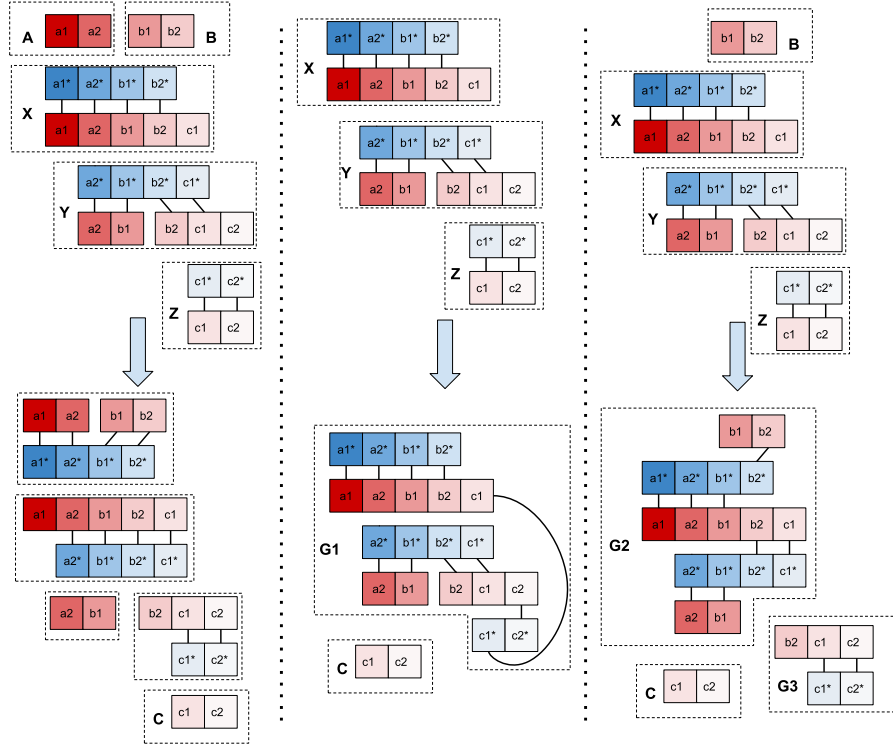 A a1 a2 b1 b2 B
a1* a2* b1* b2*
X
a1 a2 b1 b2 c1
a2* b1* b2* c1*
Y
a2 b1 b2 c1 c2
c1* c2*
Z
c1 c2
a1 a2 b1 b2
a1* a2* b1* b2*
a1 a2 b1 b2 c1
a2* b1* b2* c1*
a2 b1 b2 c1 c2
c1* c2*
C c1 c2
a1* a2* b1* b2*
X
a1 a2 b1 b2 c1
a2* b1* b2* c1*
Y
a2 b1 b2 c1 c2
c1* c2*
Z
c1 c2
a1* a2* b1* b2*
a1 a2 b1 b2 c1
a2* b1* b2* c1*
G1
a2 b1 b2 c1 c2
c1* c2*
C c1 c2
b1 b2 B
a1* a2* b1* b2*
X
a1 a2 b1 b2 c1
a2* b1* b2* c1*
Y
a2 b1 b2 c1 c2
c1* c2*
Z
c1 c2
b1 b2
a1* a2* b1* b2*
a1 a2 b1 b2 c1
G2
a2* b1* b2* c1*
a2 b1
b2 c1 c2
C c1 c2
G3 c1* c2*